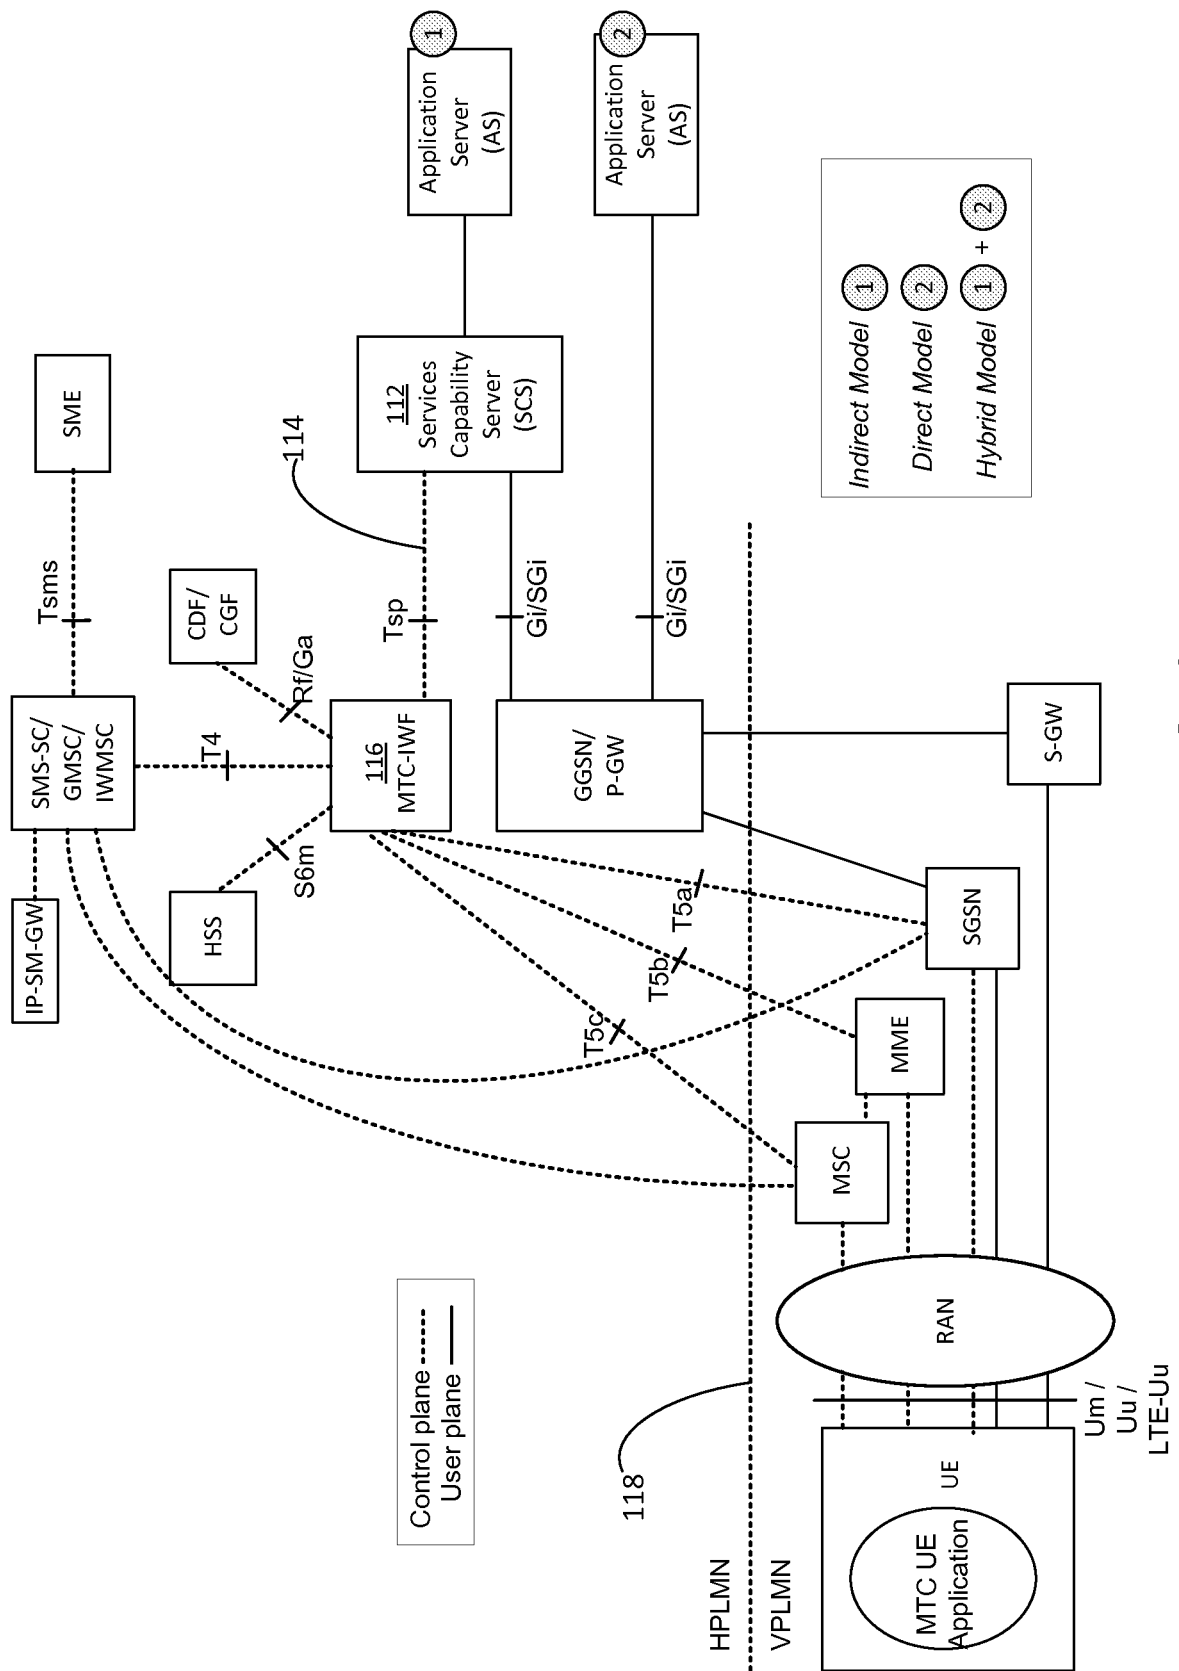 IP-SM-GW
SMS-SC/
GMSC/
IWMSC
Tsms
SME
HSS
S6m
T4
Rf/Ga
CDF/
CGF
116
MTC-IWF
Tsp
114
112
Services
Capability
Server
(SCS)
Application
Server
(AS)
1
Gi/SGi
GGSN/
P-GW
Gi/SGi
Application
Server
(AS)
2
Control plane
User plane
T5c
T5b
T5a
118
HPLMN
VPLMN
MSC
MME
SGSN
S-GW
RAN
UE
MTC UE
Application
Um /
Uu /
LTE-Uu
Indirect Model 1
Direct Model 2
Hybrid Model 1 + 2